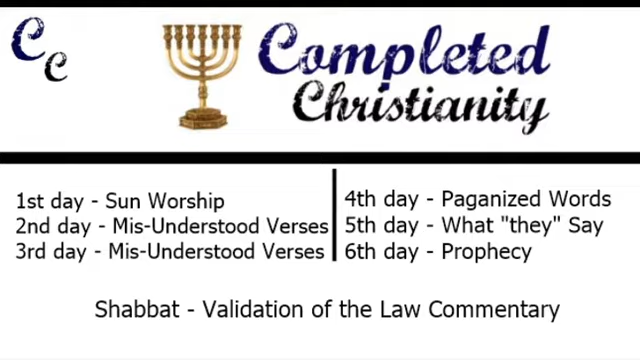 C
C
Completed
Christianity
1st day - Sun Worship
2nd day - Mis-Understood Verses
3rd day - Mis-Understood Verses
4th day - Paganized Words
5th day - What "they" Say
6th day - Prophecy
Shabbat - Validation of the Law Commentary